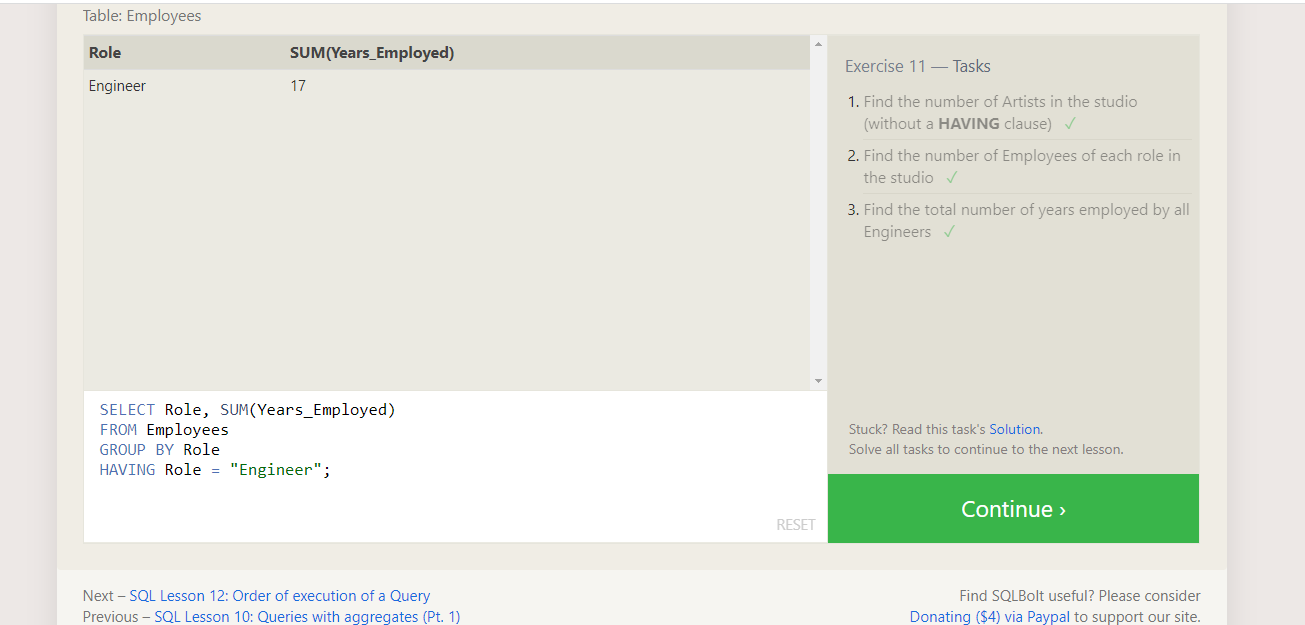 Table: Employees
Role SUM(Years_Employed)
Engineer 17
Exercise 11 — Tasks
1. Find the number of Artists in the studio
(without a HAVING clause) ✓
2. Find the number of Employees of each role in
the studio ✓
3. Find the total number of years employed by all
Engineers ✓
SELECT Role, SUM(Years_Employed)
FROM Employees
GROUP BY Role
HAVING Role = "Engineer";
RESET
Stuck? Read this task's Solution.
Solve all tasks to continue to the next lesson.
Continue ›
Next – SQL Lesson 12: Order of execution of a Query
Previous – SQL Lesson 10: Queries with aggregates (Pt. 1)
Find SQLBolt useful? Please consider
Donating ($4) via Paypal to support our site.